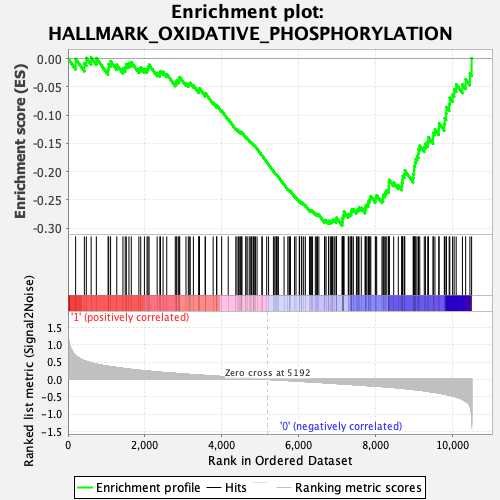 Enrichment plot:
HALLMARK_OXIDATIVE_PHOSPHORYLATION
Enrichment score (ES)
0.00
-0.05
-0.10
-0.15
-0.20
-0.25
-0.30
'1' (positively correlated)
Ranked list metric (Signal2Noise)
1.5
1.0
0.5
0.0
-0.5
-1.0
-1.5
Zero cross at 5192
'0' (negatively correlated)
0
2,000
4,000
6,000
8,000
10,000
Rank in Ordered Dataset
Enrichment profile
Hits
Ranking metric scores